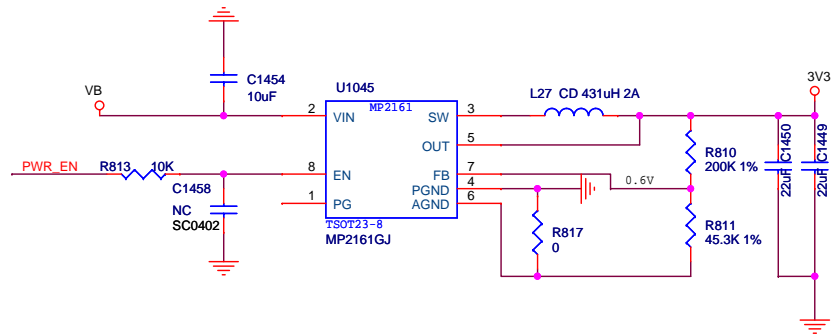 C1454
10uF
VB
U1045
MP2161
L27 CD 431uH 2A
3V3
2
VIN
SW
3
OUT
5
PWR_EN
R813
10K
8
EN
FB
7
0.6V
PGND
4
AGND
6
1
PG
C1458
NC
SC0402
TSOT23-8
MP2161GJ
R817
0
R810
200K 1%
R811
45.3K 1%
22uF C1450
22uF C1449